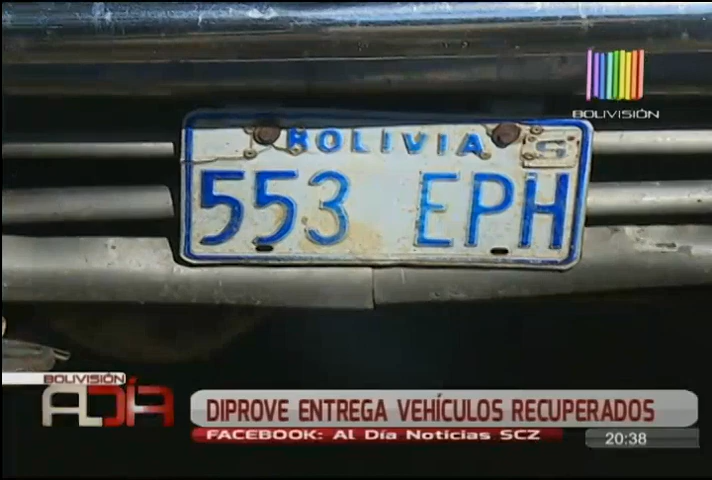 BOLIVISIÓN
BOLIVIA S
553 EPH
BOLIVISIÓN
AL DÍA
DIPROVE ENTREGA VEHÍCULOS RECUPERADOS
FACEBOOK: Al Día Noticias SCZ
20:38